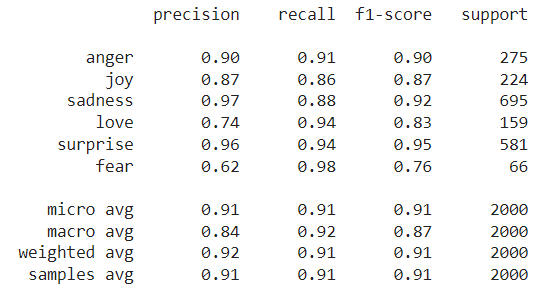 precision recall f1-score support
anger 0.90 0.91 0.90 275
joy 0.87 0.86 0.87 224
sadness 0.97 0.88 0.92 695
love 0.74 0.94 0.83 159
surprise 0.96 0.94 0.95 581
fear 0.62 0.98 0.76 66
micro avg 0.91 0.91 0.91 2000
macro avg 0.84 0.92 0.87 2000
weighted avg 0.92 0.91 0.91 2000
samples avg 0.91 0.91 0.91 2000